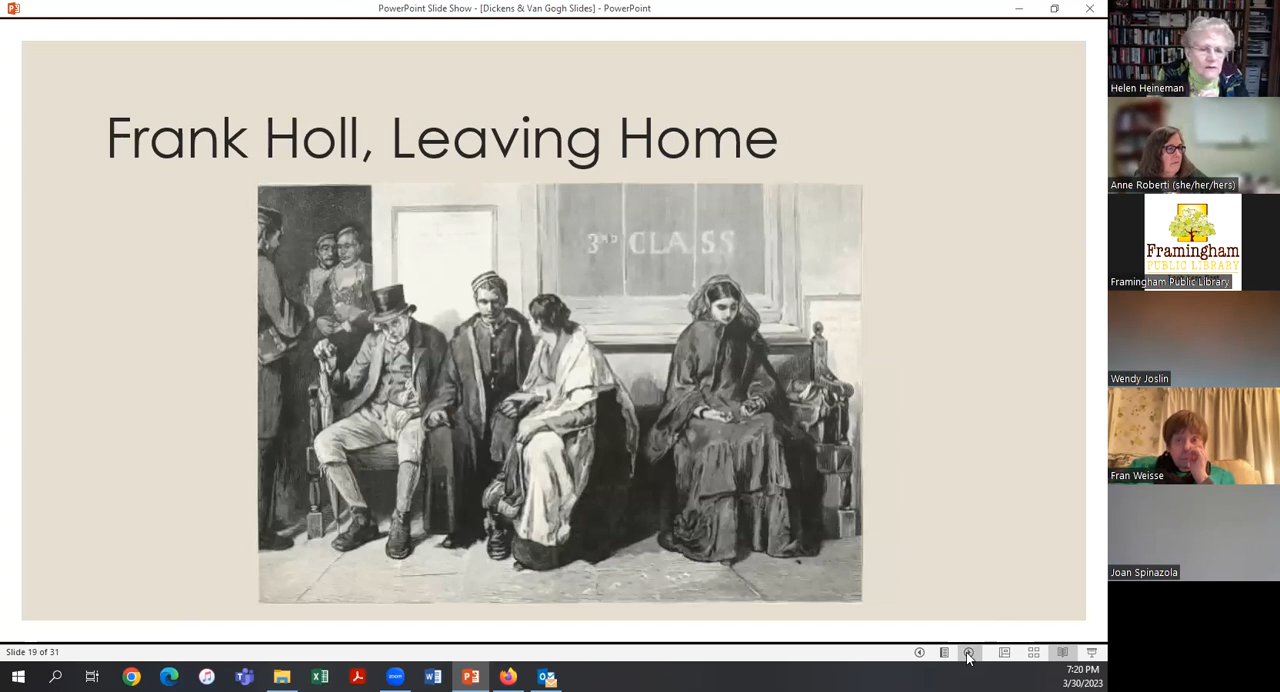 PowerPoint Slide Show - [Dickens & Van Gogh Slides] - PowerPoint
Frank Holl, Leaving Home
3RD CLASS
Helen Heineman
Anne Roberti (she/her/hers)
Framingham
PUBLIC LIBRARY
Framingham Public Library
Wendy Joslin
Fran Weisse
Joan Spinazola
Slide 19 of 31
zoom
7:20 PM
3/30/2023